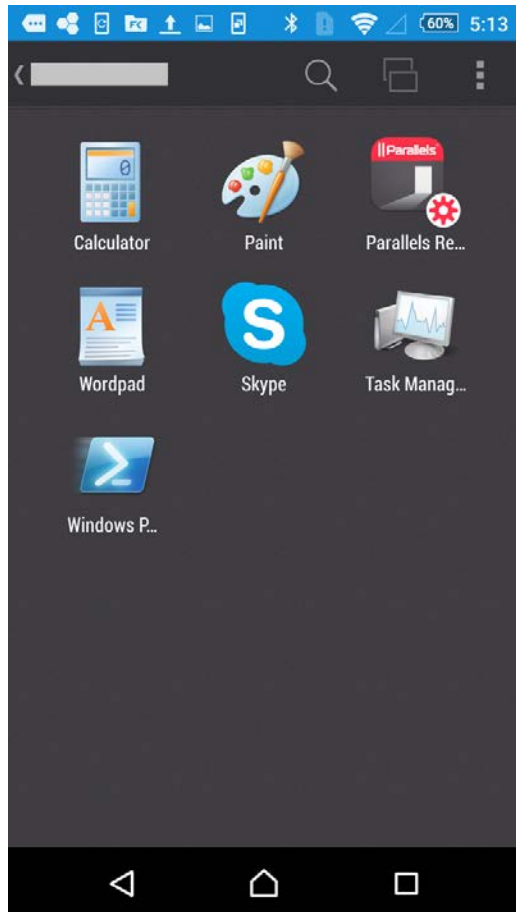 60% 5:13
||Parallels
0
Calculator
Paint
Parallels Re...
A
S
Wordpad
Skype
Task Manag...
Windows P...